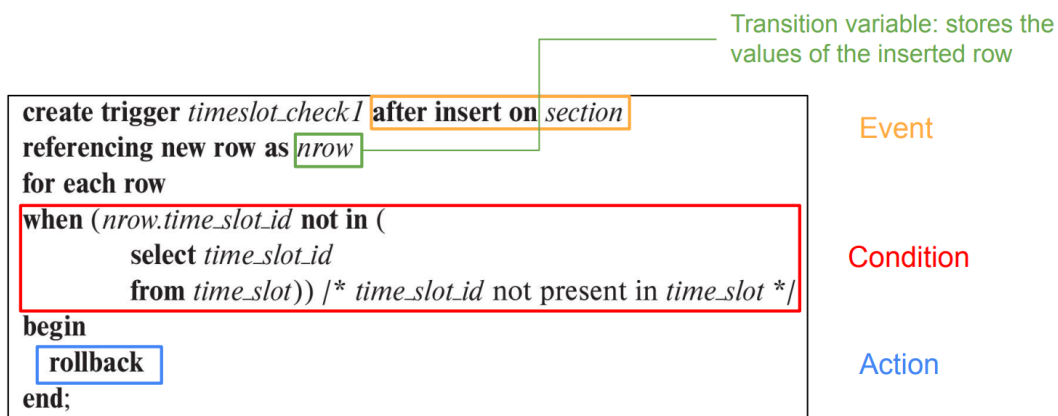 Transition variable: stores the
values of the inserted row
create trigger timeslot_check1 after insert on section
Event
referencing new row as nrow
for each row
when (nrow.time_slot_id not in (
select time_slot_id
Condition
from time_slot)) /* time_slot_id not present in time_slot */
begin
rollback
Action
end;